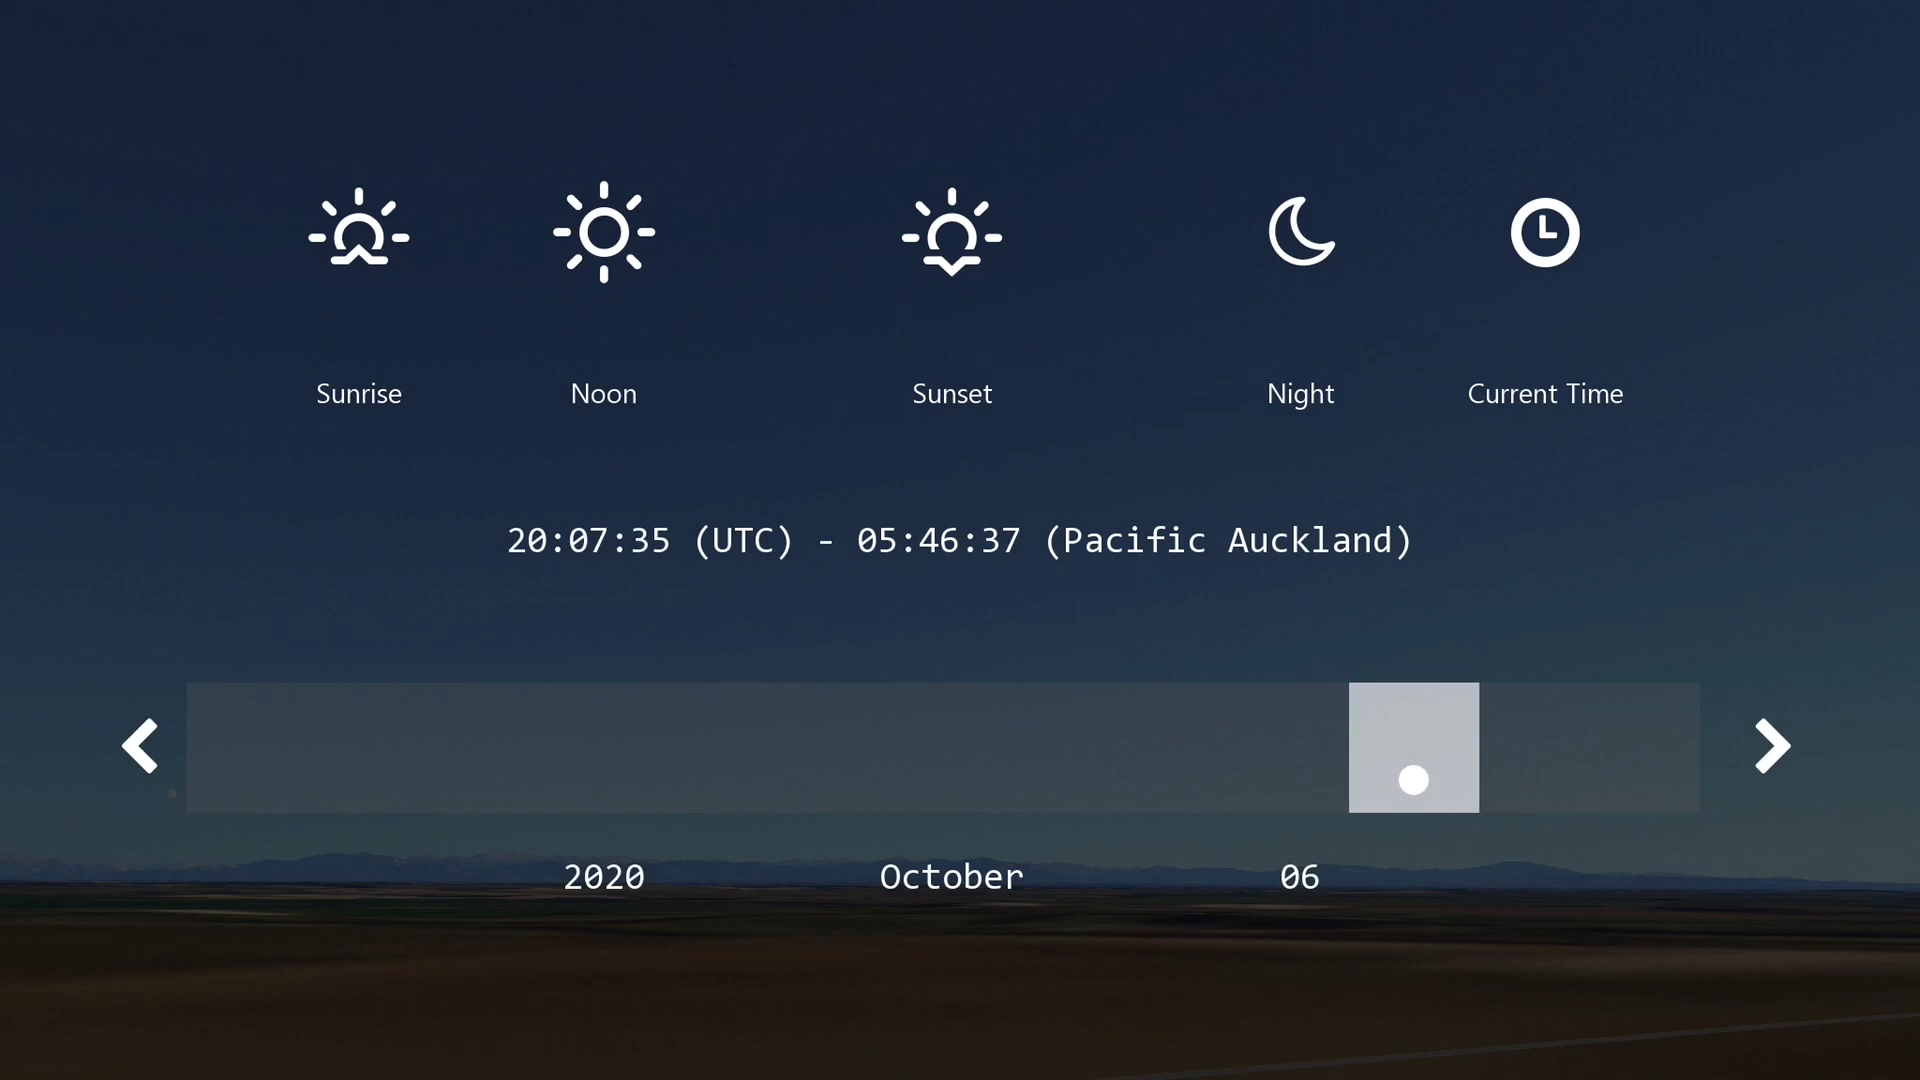 Sunrise Noon Sunset Night Current Time
20:07:35 (UTC) - 05:46:37 (Pacific Auckland)
2020 October 06